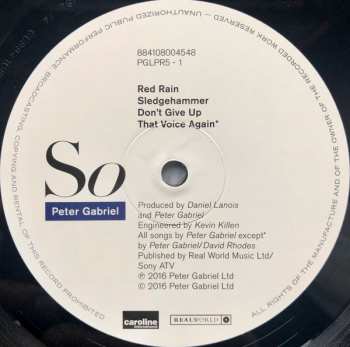 884108004548
PGLPR5 - 1
Red Rain
Sledgehammer
Don't Give Up
That Voice Again*
So
Peter Gabriel
Produced by Daniel Lanois
and Peter Gabriel
Engineered by Kevin Killen
All songs by Peter Gabriel except*
by Peter Gabriel/David Rhodes
Published by Real World Music Ltd/
Sony ATV
℗ 2016 Peter Gabriel Ltd
© 2016 Peter Gabriel Ltd
caroline
international
REALWORLD
ALL RIGHTS OF THE MANUFACTURE AND OF THE OWNER OF THE RECORDED WORK RESERVED – UNAUTHORIZED PUBLIC PERFORMANCE BROADCASTING, COPYING AND RENTAL OF THIS RECORD PROHIBITED